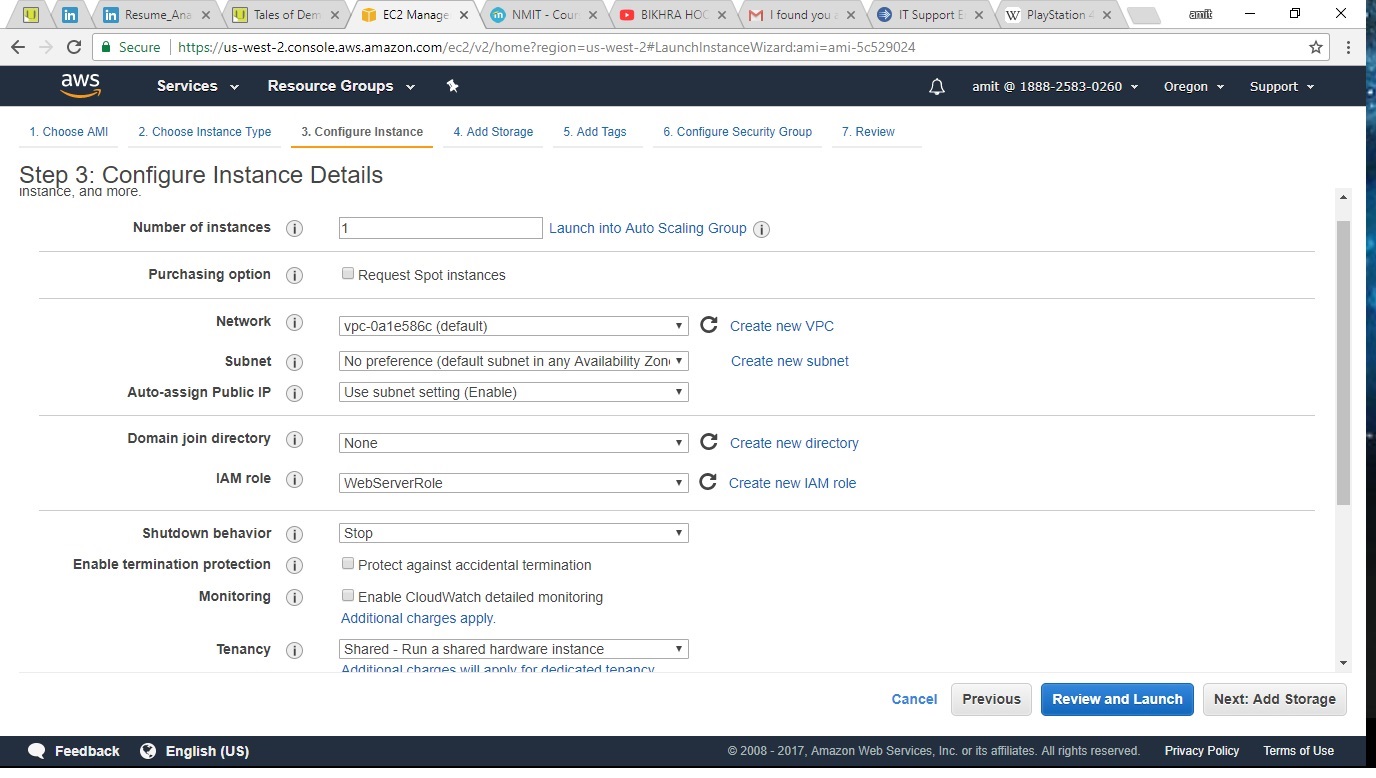 Resume_Ana
Tales of Dem
EC2 Manage
NMIT - Coun
BIKHRA HOC
I found you a
IT Support E
PlayStation 4
amit
Secure https://us-west-2.console.aws.amazon.com/ec2/v2/home?region=us-west-2#LaunchInstanceWizard:ami=ami-5c529024
aws Services Resource Groups amit @ 1888-2583-0260 Oregon Support
1. Choose AMI 2. Choose Instance Type 3. Configure Instance 4. Add Storage 5. Add Tags 6. Configure Security Group 7. Review
Step 3: Configure Instance Details
instance, and more.
Number of instances 1 Launch into Auto Scaling Group
Purchasing option Request Spot instances
Network vpc-0a1e586c (default) Create new VPC
Subnet No preference (default subnet in any Availability Zon Create new subnet
Auto-assign Public IP Use subnet setting (Enable)
Domain join directory None Create new directory
IAM role WebServerRole Create new IAM role
Shutdown behavior Stop
Enable termination protection Protect against accidental termination
Monitoring Enable CloudWatch detailed monitoring
Additional charges apply.
Tenancy Shared - Run a shared hardware instance
Additional charges will apply for dedicated tenancy.
Cancel Previous Review and Launch Next: Add Storage
Feedback English (US) © 2008 - 2017, Amazon Web Services, Inc. or its affiliates. All rights reserved. Privacy Policy Terms of Use